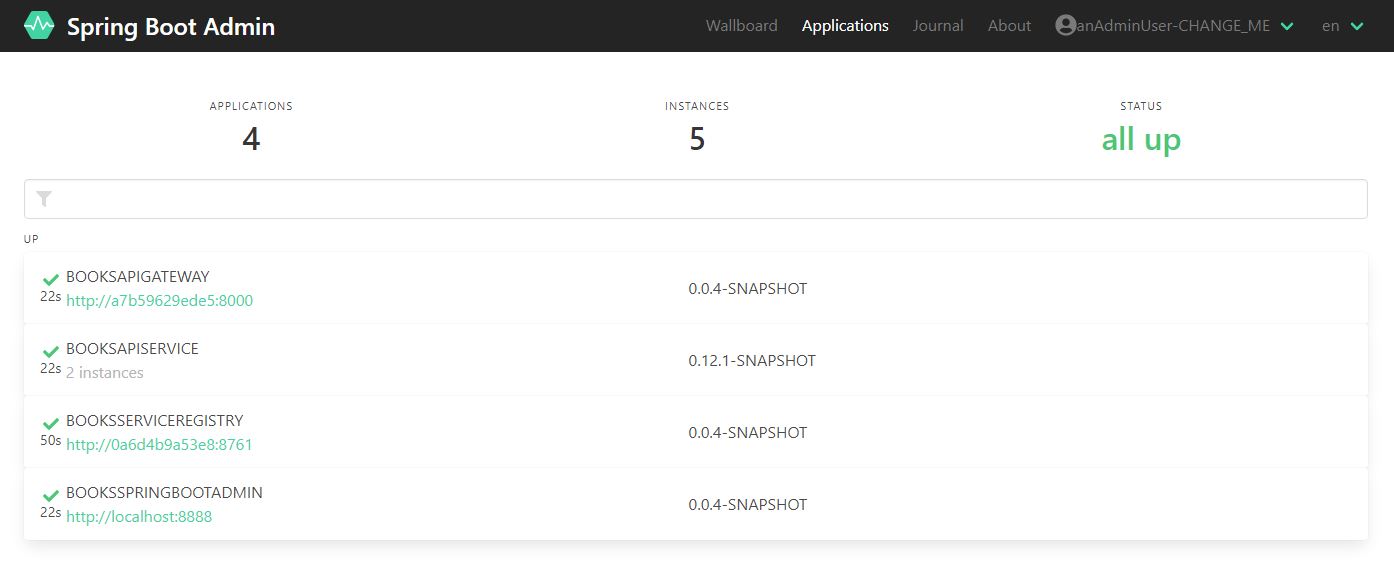 Spring Boot Admin
Wallboard Applications Journal About anAdminUser-CHANGE_ME en
APPLICATIONS INSTANCES STATUS
4 5 all up
UP
BOOKSAPIGATEWAY
22s http://a7b59629ede5:8000 0.0.4-SNAPSHOT
BOOKSAPISERVICE
22s 2 instances 0.12.1-SNAPSHOT
BOOKSSERVICEREGISTRY
50s http://0a6d4b9a53e8:8761 0.0.4-SNAPSHOT
BOOKSSPRINGBOOTADMIN
22s http://localhost:8888 0.0.4-SNAPSHOT